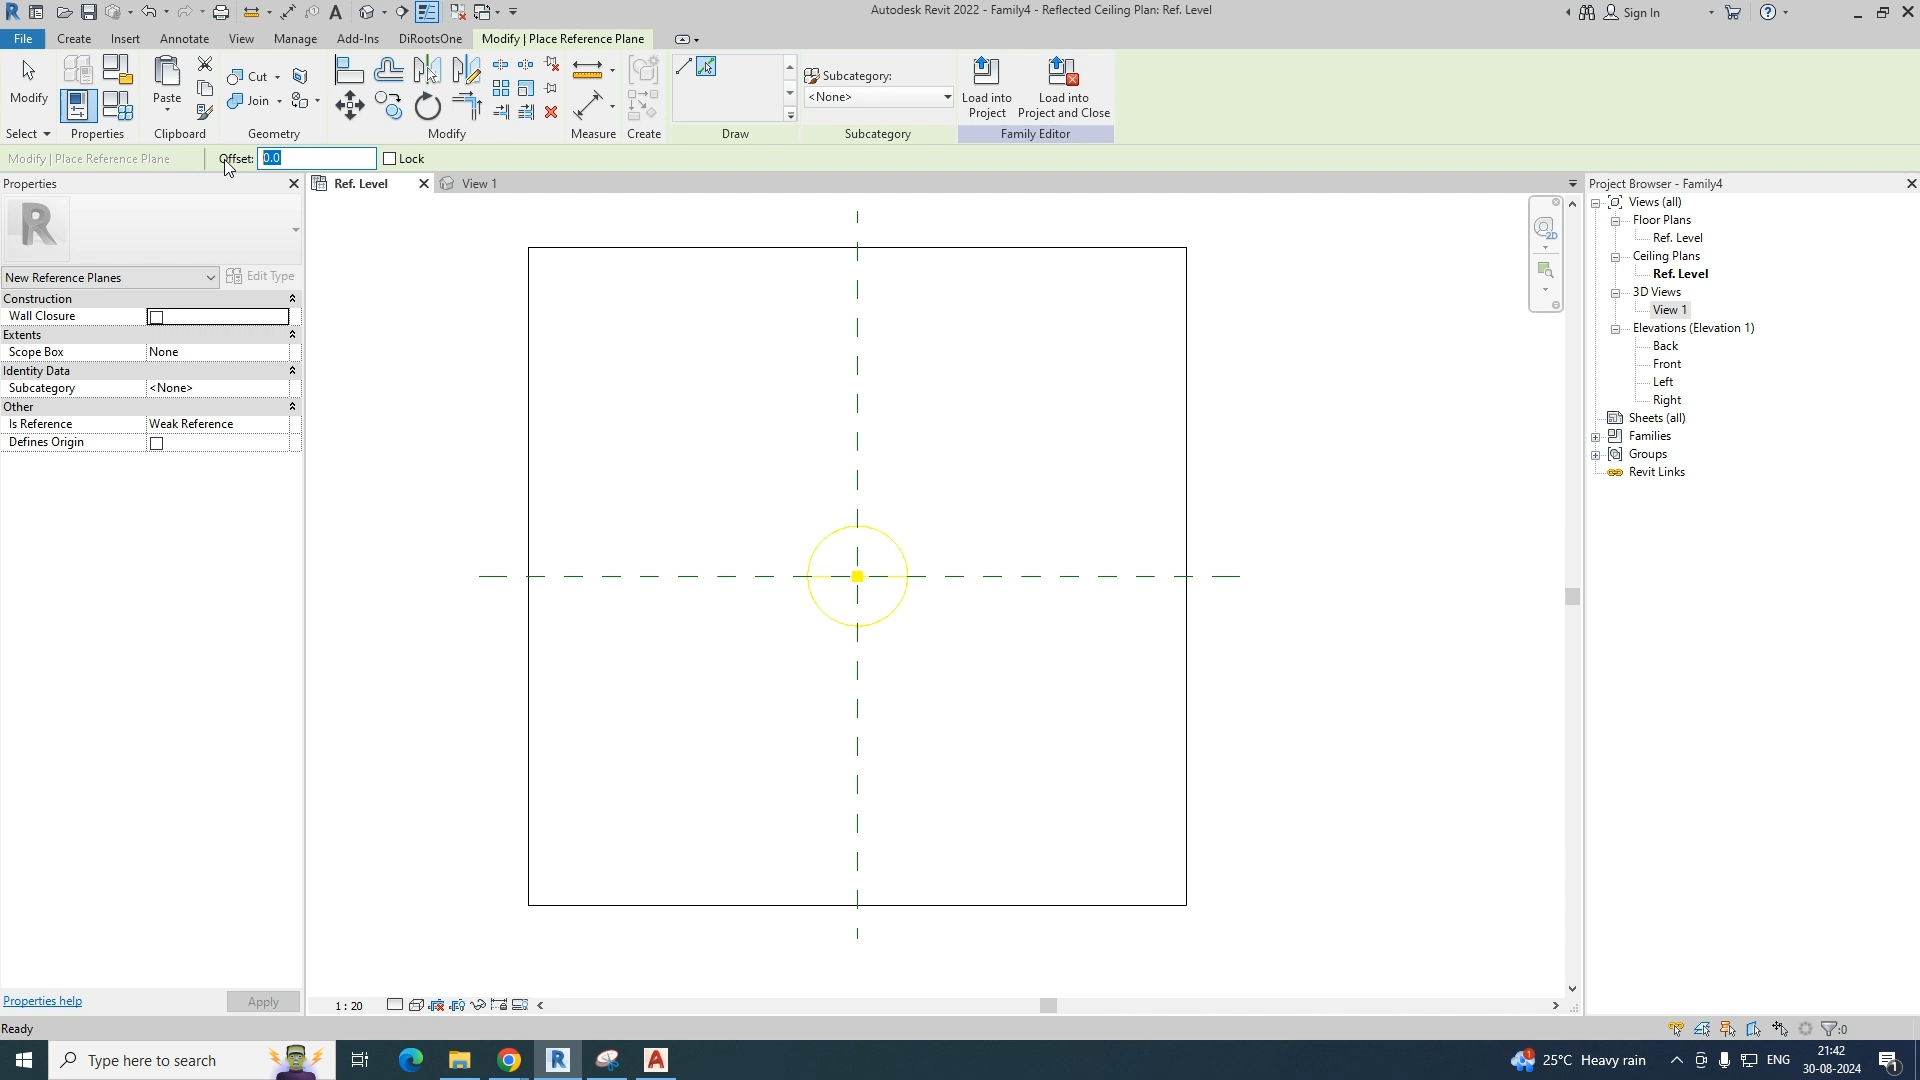 Autodesk Revit 2022 - Family4 - Reflected Ceiling Plan: Ref. Level
Sign In
File
Create
Insert
Annotate
View
Manage
Add-Ins
DiRootsOne
Modify | Place Reference Plane
Modify
Paste
Cut
Join
Subcategory:
<None>
Load into
Project
Load into
Project and Close
Select
Properties
Clipboard
Geometry
Modify
Measure
Create
Draw
Subcategory
Family Editor
Modify | Place Reference Plane
Offset:
0.0
Lock
Properties
Ref. Level
View 1
Project Browser - Family4
R
New Reference Planes
Edit Type
Construction
Wall Closure
Extents
Scope Box
None
Identity Data
Subcategory
<None>
Other
Is Reference
Weak Reference
Defines Origin
2D
Views (all)
Floor Plans
Ref. Level
Ceiling Plans
Ref. Level
3D Views
View 1
Elevations (Elevation 1)
Back
Front
Left
Right
Sheets (all)
Families
Groups
Revit Links
Properties help
Apply
1 : 20
Ready
:0
Type here to search
25°C Heavy rain
ENG
21:42
30-08-2024